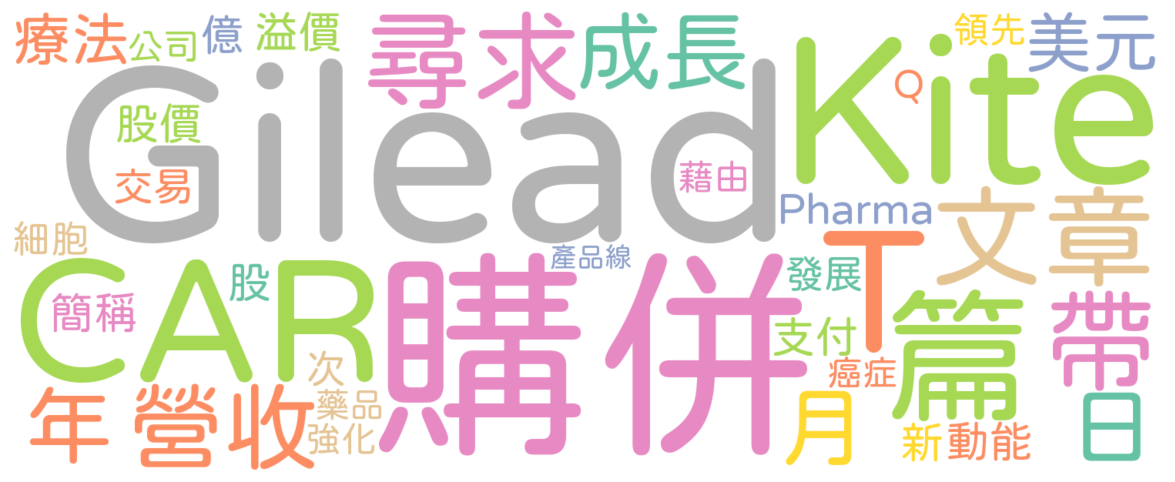 療法
公司
億
溢價
尋求
成長
Kite
領先
美元
Gilead
股價
交易
藉由
Q
Pharma
文章
細胞
產品線
CAR
股
簡稱
購併
T
發展
支付
癌症
篇
帶
年
營收
次
藥品
強化
月
新
動能
日